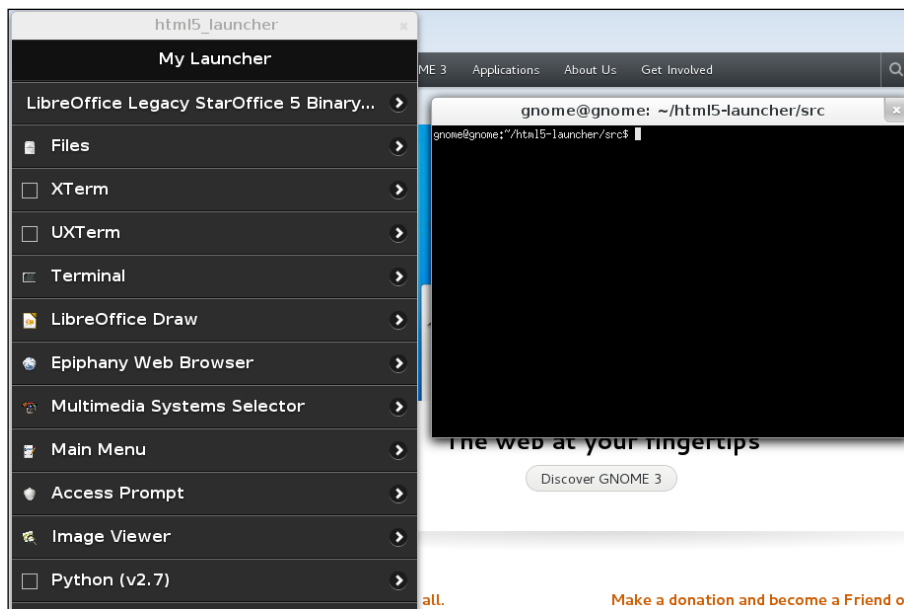 html5_launcher
My Launcher
LibreOffice Legacy StarOffice 5 Binary...
Files
XTerm
UXTerm
Terminal
LibreOffice Draw
Epiphany Web Browser
Multimedia Systems Selector
Main Menu
Access Prompt
Image Viewer
Python (v2.7)
ME 3 Applications About Us Get Involved
gnome@gnome: ~/html5-launcher/src
gnome@gnome:~/html5-launcher/src$
The web at your fingertips
Discover GNOME 3
all.
Make a donation and become a Friend o